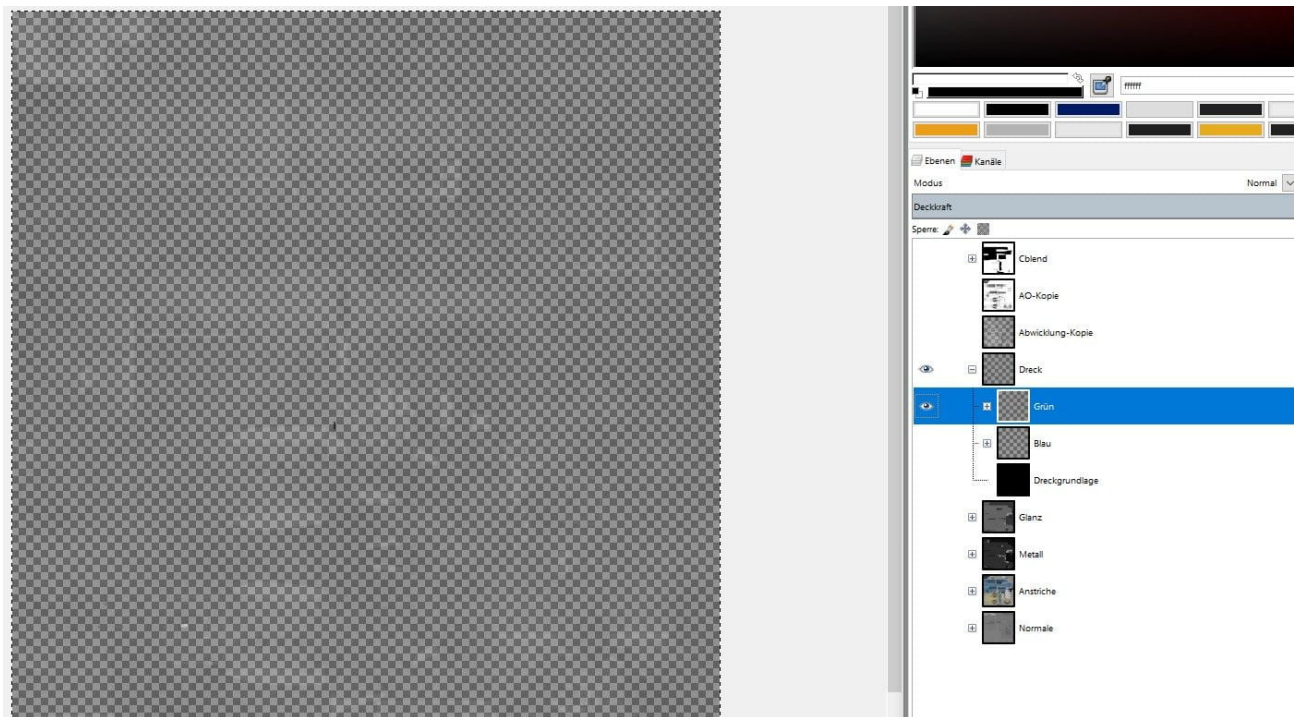 ffffff
Ebenen Kanäle
Modus Normal
Deckkraft
Sperre:
Cblend
AO-Kopie
Abwicklung-Kopie
Dreck
Grün
Blau
Dreckgrundlage
Glanz
Metall
Anstriche
Normale